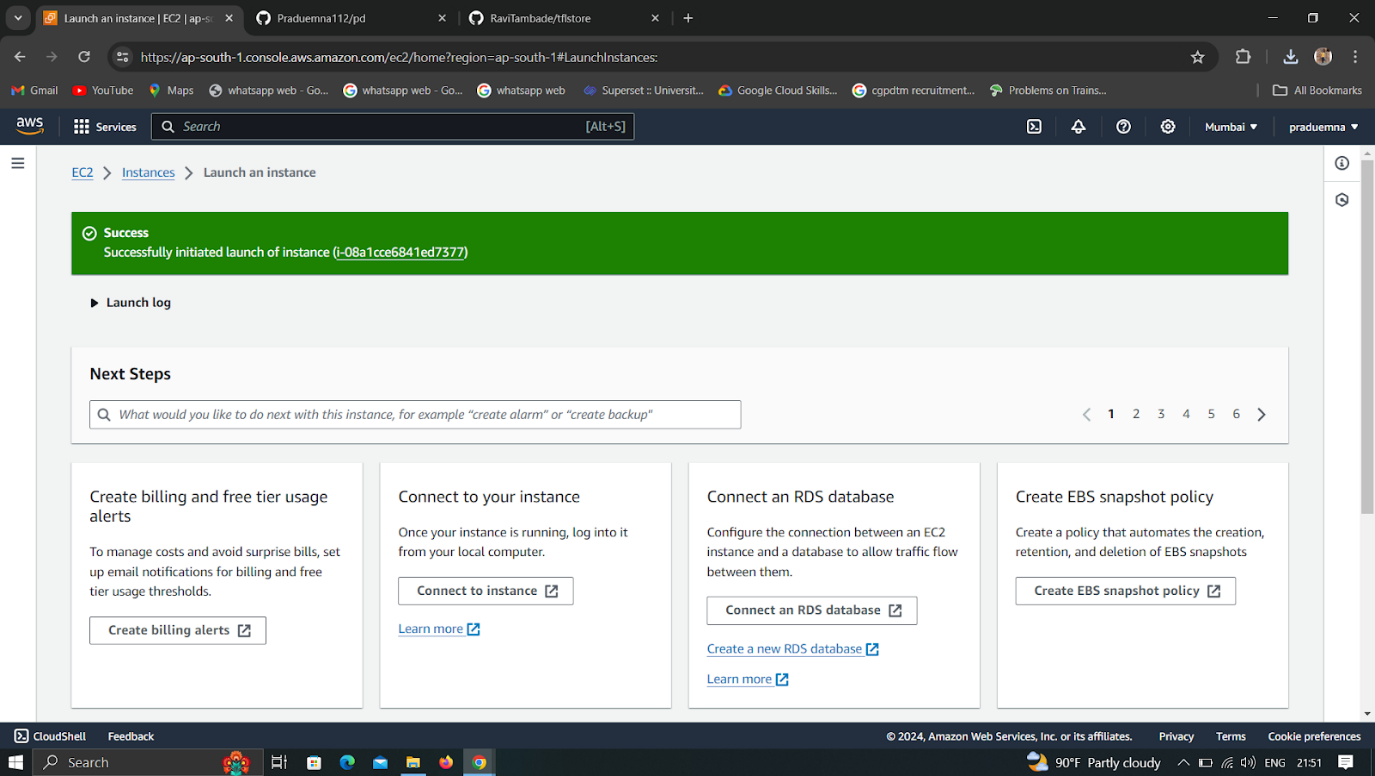 Launch an instance | EC2 | ap-so
Praduemna112/pd
RaviTambade/tflstore
https://ap-south-1.console.aws.amazon.com/ec2/home?region=ap-south-1#LaunchInstances:
Gmail
YouTube
Maps
whatsapp web - Go...
whatsapp web - Go...
whatsapp web
Superset :: Universit...
Google Cloud Skills...
cgpdtm recruitment...
Problems on Trains...
All Bookmarks
aws
Services
Search
[Alt+S]
Mumbai
praduemna
EC2
Instances
Launch an instance
Success
Successfully initiated launch of instance (i-08a1cce6841ed7377)
Launch log
Next Steps
What would you like to do next with this instance, for example “create alarm” or “create backup”
1 2 3 4 5 6
Create billing and free tier usage
alerts
To manage costs and avoid surprise bills, set
up email notifications for billing and free
tier usage thresholds.
Create billing alerts
Connect to your instance
Once your instance is running, log into it
from your local computer.
Connect to instance
Learn more
Connect an RDS database
Configure the connection between an EC2
instance and a database to allow traffic flow
between them.
Connect an RDS database
Create a new RDS database
Learn more
Create EBS snapshot policy
Create a policy that automates the creation,
retention, and deletion of EBS snapshots
Create EBS snapshot policy
CloudShell
Feedback
© 2024, Amazon Web Services, Inc. or its affiliates.
Privacy
Terms
Cookie preferences
Search
90°F Partly cloudy
ENG
21:51